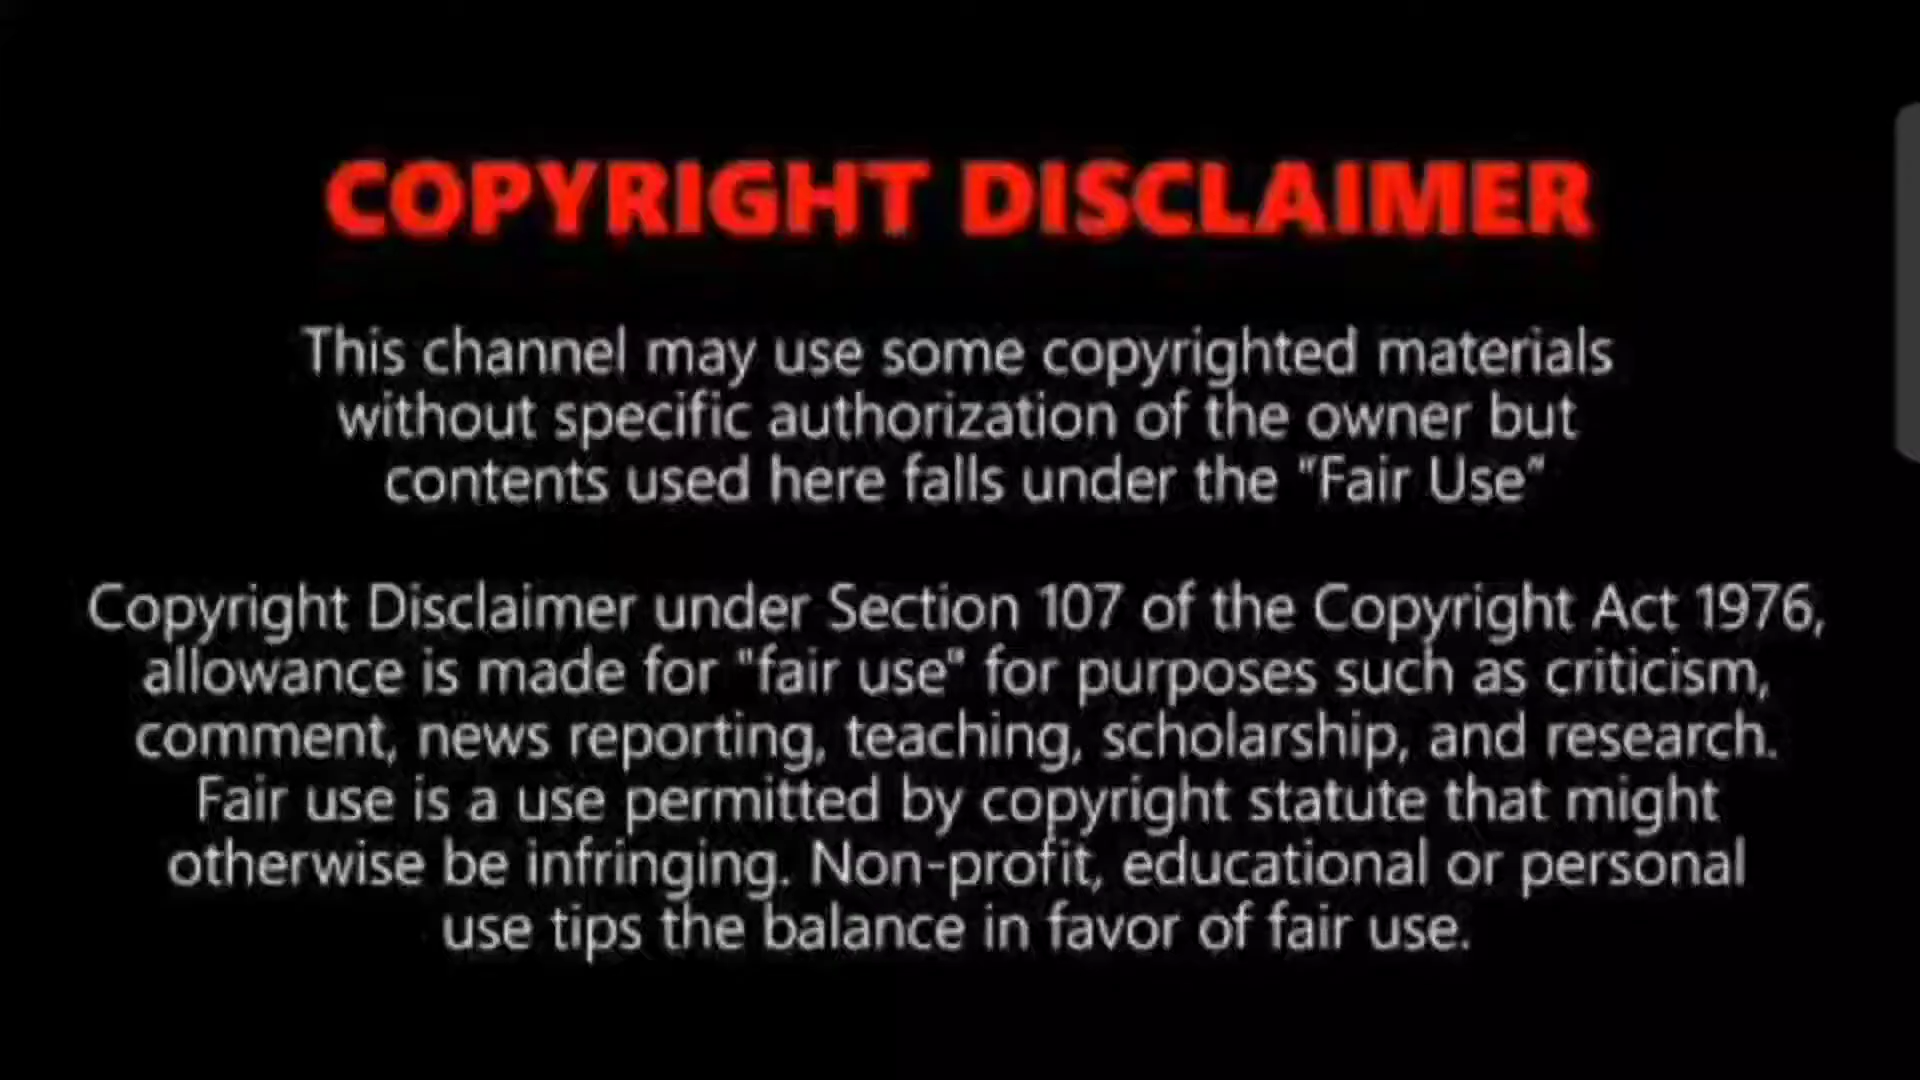 COPYRIGHT DISCLAIMER
This channel may use some copyrighted materials
without specific authorization of the owner but
contents used here falls under the "Fair Use"
Copyright Disclaimer under Section 107 of the Copyright Act 1976,
allowance is made for "fair use" for purposes such as criticism,
comment, news reporting, teaching, scholarship, and research.
Fair use is a use permitted by copyright statute that might
otherwise be infringing. Non-profit, educational or personal
use tips the balance in favor of fair use.